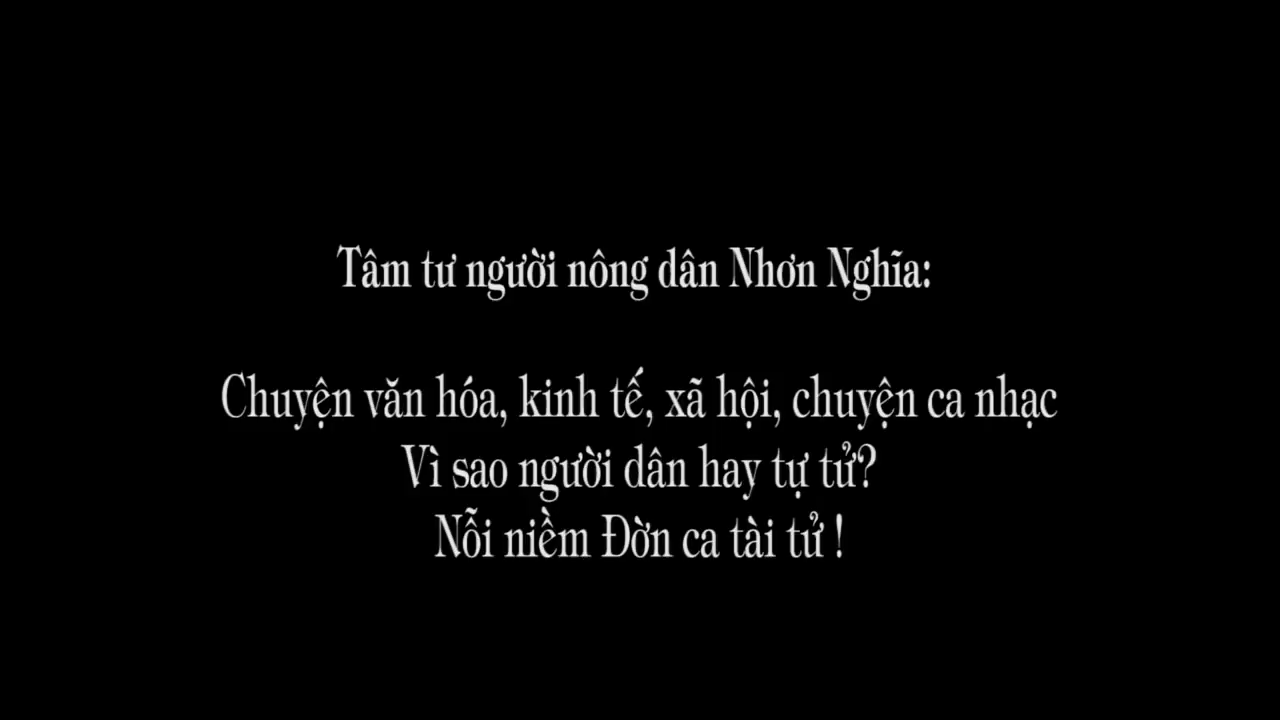 Tâm tư người nông dân Nhơn Nghĩa:
Chuyện văn hóa, kinh tế, xã hội, chuyện ca nhạc
Vì sao người dân hay tự tử?
Nỗi niềm Đờn ca tài tử !